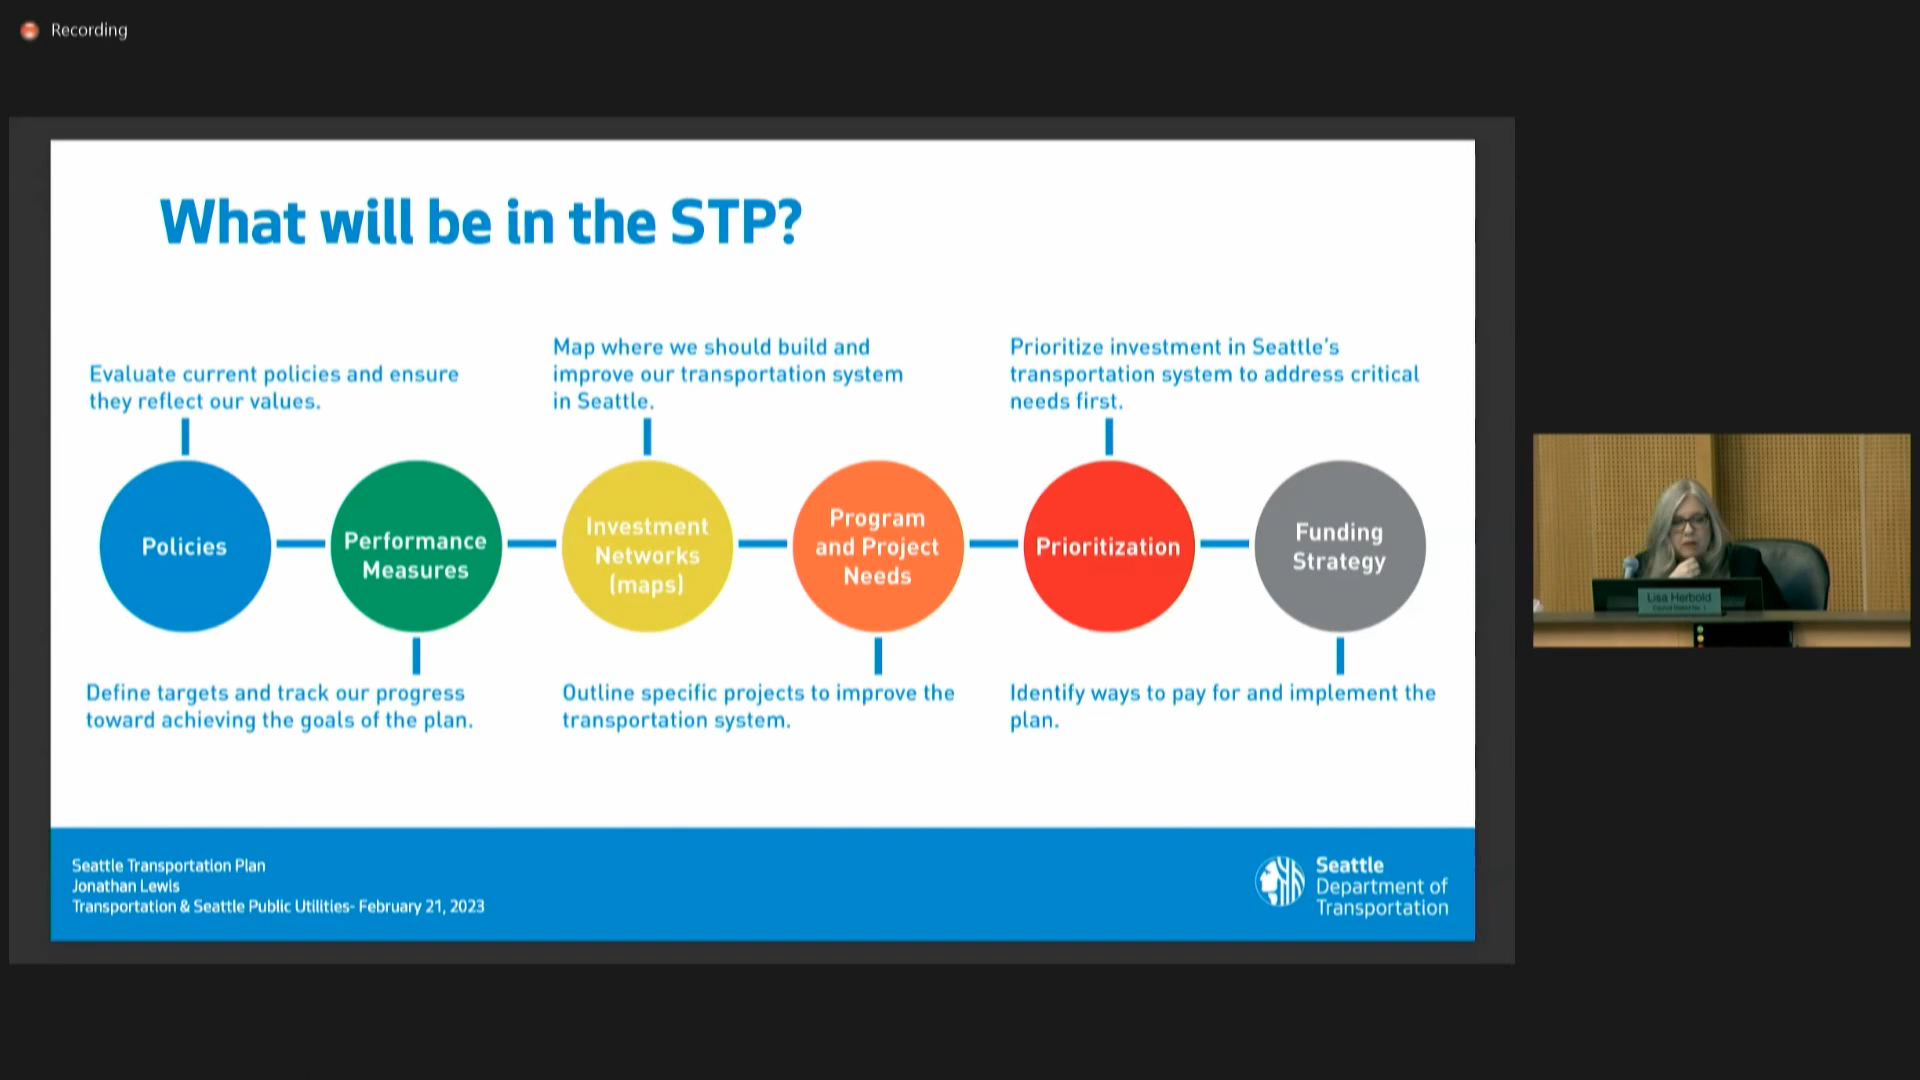 Recording
What will be in the STP?
Evaluate current policies and ensure
they reflect our values.
Map where we should build and
improve our transportation system
in Seattle.
Prioritize investment in Seattle's
transportation system to address critical
needs first.
Policies
Performance
Measures
Investment
Networks
(maps)
Program
and Project
Needs
Prioritization
Funding
Strategy
Define targets and track our progress
toward achieving the goals of the plan.
Outline specific projects to improve the
transportation system.
Identify ways to pay for and implement the
plan.
Seattle Transportation Plan
Jonathan Lewis
Transportation & Seattle Public Utilities- February 21, 2023
Seattle
Department of
Transportation
Lisa Herbold